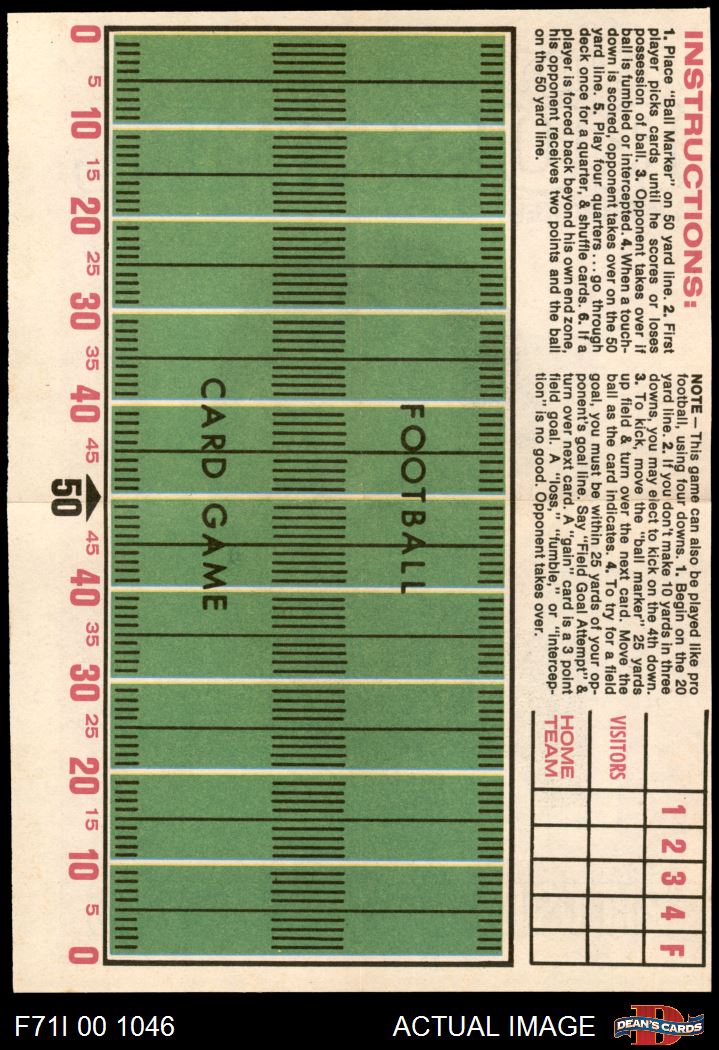 INSTRUCTIONS:
1. Place "Ball Marker" on 50 yard line. 2. First
player picks cards until he scores or loses
possession of ball. 3. Opponent takes over if
ball is fumbled or intercepted. 4. When a touch-
down is scored, opponent takes over on the 50
yard line. 5. Play four quarters... go through
deck once for a quarter, & shuffle cards. 6. If a
player is forced back beyond his own end zone,
his opponent receives two points and the ball
on the 50 yard line.
NOTE — This game can also be played like pro
football, using four downs. 1. Begin on the 20
yard line. 2. If you don't make 10 yards in three
downs, you may elect to kick on the 4th down.
3. To kick, move the "ball marker" 25 yards
up field & turn over the next card. Move the
ball as the card indicates. 4. To try for a field
goal, you must be within 25 yards of your op-
ponent's goal line. Say "Field Goal Attempt" &
turn over next card. A "gain" card is a 3 point
field goal. A "loss," "fumble," or "intercep-
tion" is no good. Opponent takes over.
1 2 3 4 F
VISITORS
HOME
TEAM
FOOTBALL
CARD GAME
0 5 10 15 20 25 30 35 40 45 50 45 40 35 30 25 20 15 10 5 0
F71I 00 1046
ACTUAL IMAGE
D
DEAN'S CARDS